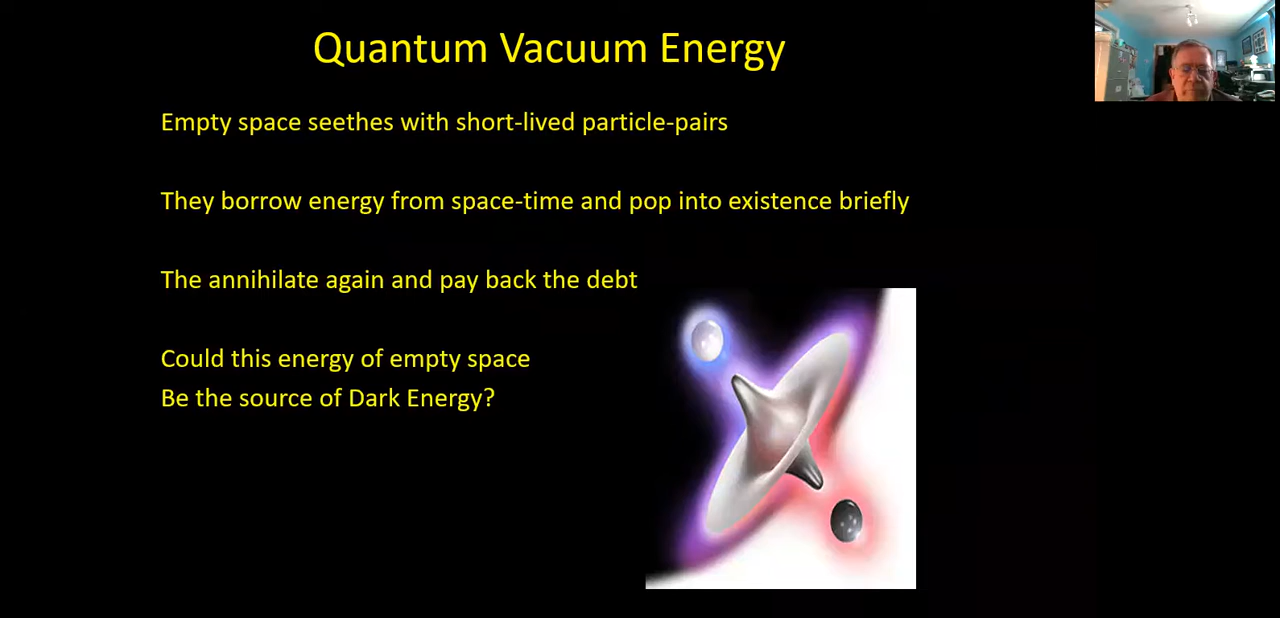 Quantum Vacuum Energy
Empty space seethes with short-lived particle-pairs
They borrow energy from space-time and pop into existence briefly
The annihilate again and pay back the debt
Could this energy of empty space
Be the source of Dark Energy?